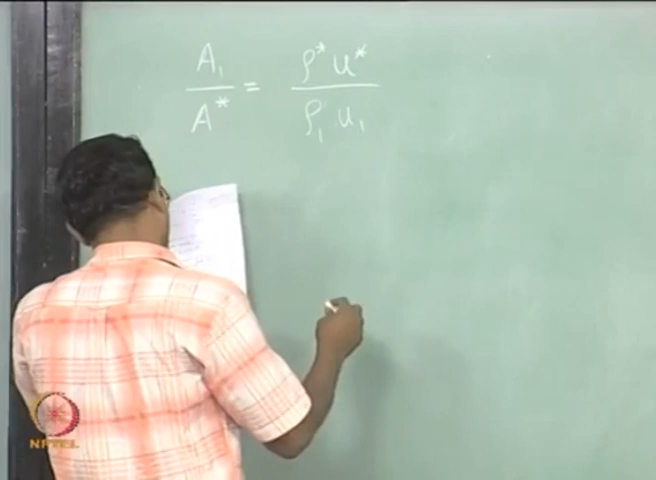 A₁/A* = ρ* u*/ρ₁ u₁
NPTEL